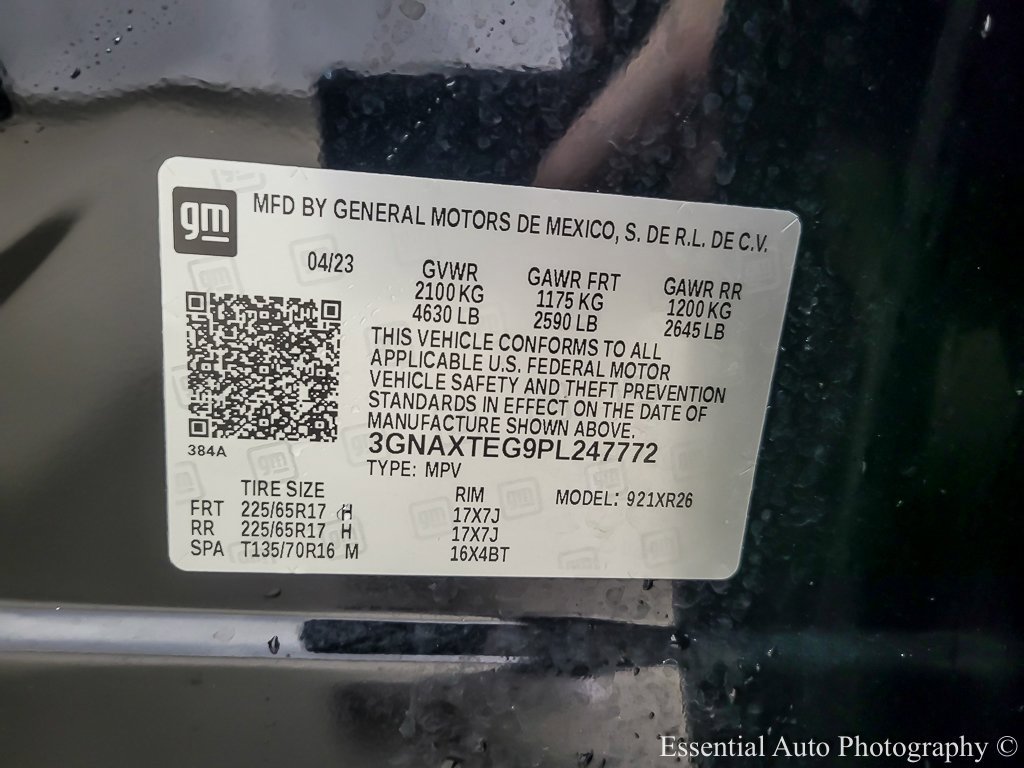 gm
MFD BY GENERAL MOTORS DE MEXICO, S. DE R.L. DE C.V.
04/23
GVWR GAWR FRT GAWR RR
2100 KG 1175 KG 1200 KG
4630 LB 2590 LB 2645 LB
THIS VEHICLE CONFORMS TO ALL
APPLICABLE U.S. FEDERAL MOTOR
VEHICLE SAFETY AND THEFT PREVENTION
STANDARDS IN EFFECT ON THE DATE OF
MANUFACTURE SHOWN ABOVE.
384A
3GNAXTEG9PL247772
TYPE: MPV
TIRE SIZE RIM MODEL: 921XR26
FRT 225/65R17 H 17X7J
RR 225/65R17 H 17X7J
SPA T135/70R16 M 16X4BT
Essential Auto Photography ©